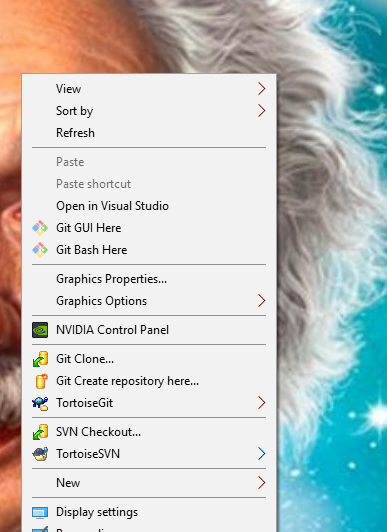 View
Sort by
Refresh
Paste
Paste shortcut
Open in Visual Studio
Git GUI Here
Git Bash Here
Graphics Properties...
Graphics Options
NVIDIA Control Panel
Git Clone...
Git Create repository here...
TortoiseGit
SVN Checkout...
TortoiseSVN
New
Display settings